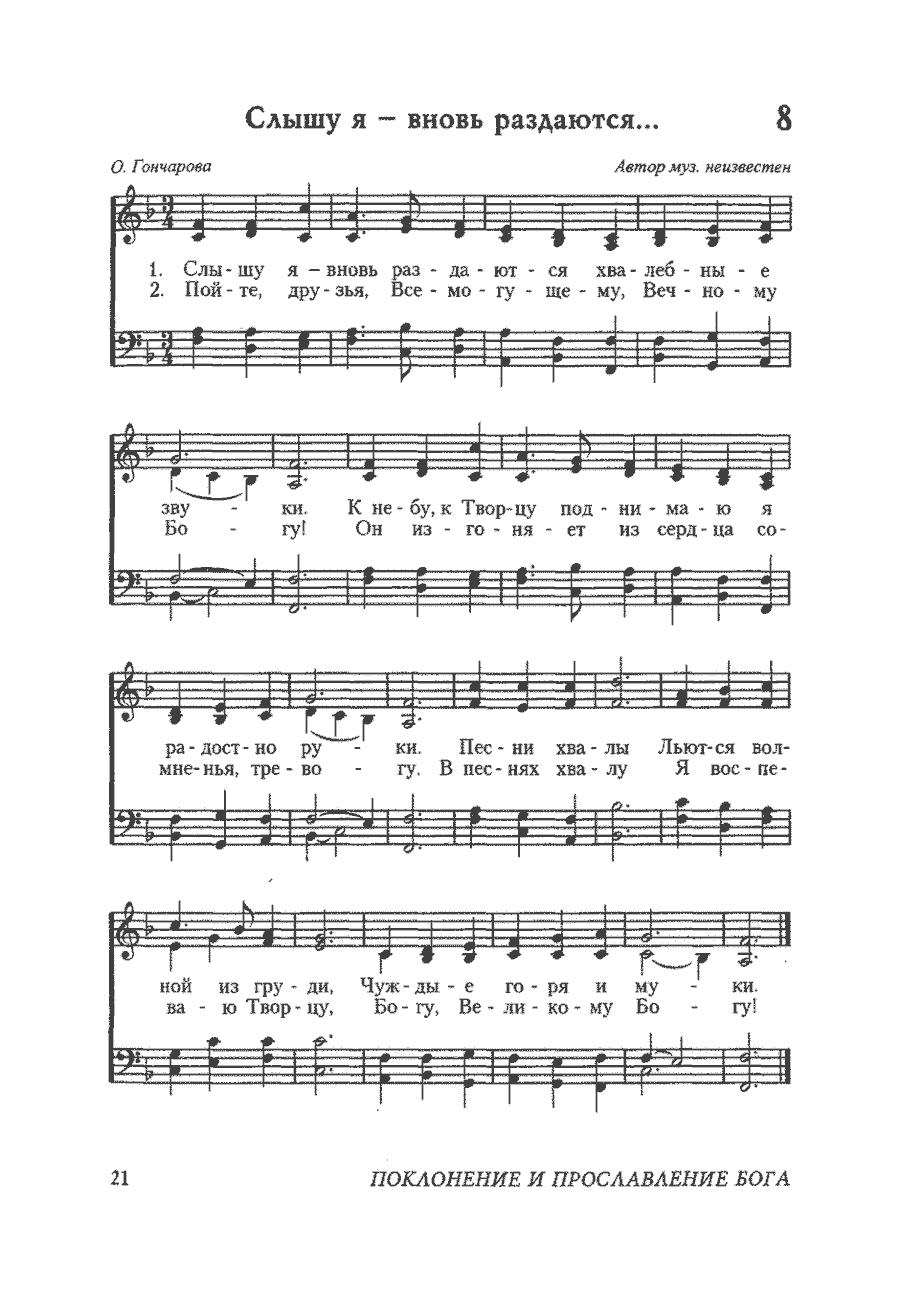 Слышу я – вновь раздаются... 8
О. Гончарова Автор муз. неизвестен
1. Слы - шу я – вновь раз - да - ют - ся хва - леб - ны - е
2. Пой - те, дру - зья, Все - мо - гу - ще - му, Веч - но - му
зву - ки. К не - бу, к Твор-цу под - ни - ма - ю я
Бо - гу! Он из - го - ня - ет из серд - ца со-
ра - дост - но ру - ки. Пес - ни хва - лы Льют-ся вол-
мне-нья, тре - во - гу. В пес - нях хва - лу Я вос - пе-
ной из гру - ди, Чуж - ды - е го - ря и му - ки.
ва - ю Твор - цу, Бо - гу, Ве - ли - ко - му Бо - гу!
21 ПОКЛОНЕНИЕ И ПРОСЛАВЛЕНИЕ БОГА